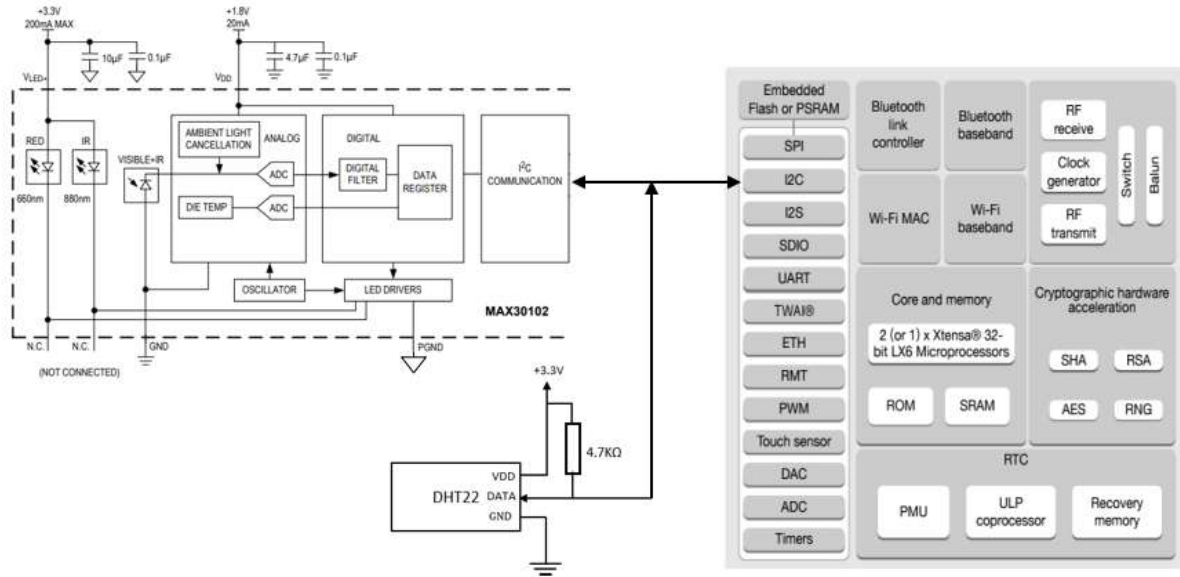 +3.3V
200mA MAX
10μF
0.1μF
VLED+
+1.8V
20mA
4.7μF
0.1μF
VDD
RED
IR
660nm
880nm
VISIBLE+IR
AMBIENT LIGHT
CANCELLATION
ANALOG
ADC
DIE TEMP
ADC
DIGITAL
DIGITAL
FILTER
DATA
REGISTER
I²C
COMMUNICATION
OSCILLATOR
LED DRIVERS
MAX30102
N.C.
N.C.
GND
PGND
(NOT CONNECTED)
+3.3V
4.7KΩ
DHT22
VDD
DATA
GND
Embedded
Flash or PSRAM
SPI
I2C
I2S
SDIO
UART
TWAI®
ETH
RMT
PWM
Touch sensor
DAC
ADC
Timers
Bluetooth
link
controller
Bluetooth
baseband
Wi-Fi MAC
Wi-Fi
baseband
RF
receive
Clock
generator
RF
transmit
Switch
Balun
Core and memory
2 (or 1) x Xtensa® 32-
bit LX6 Microprocessors
ROM
SRAM
Cryptographic hardware
acceleration
SHA
RSA
AES
RNG
RTC
PMU
ULP
coprocessor
Recovery
memory